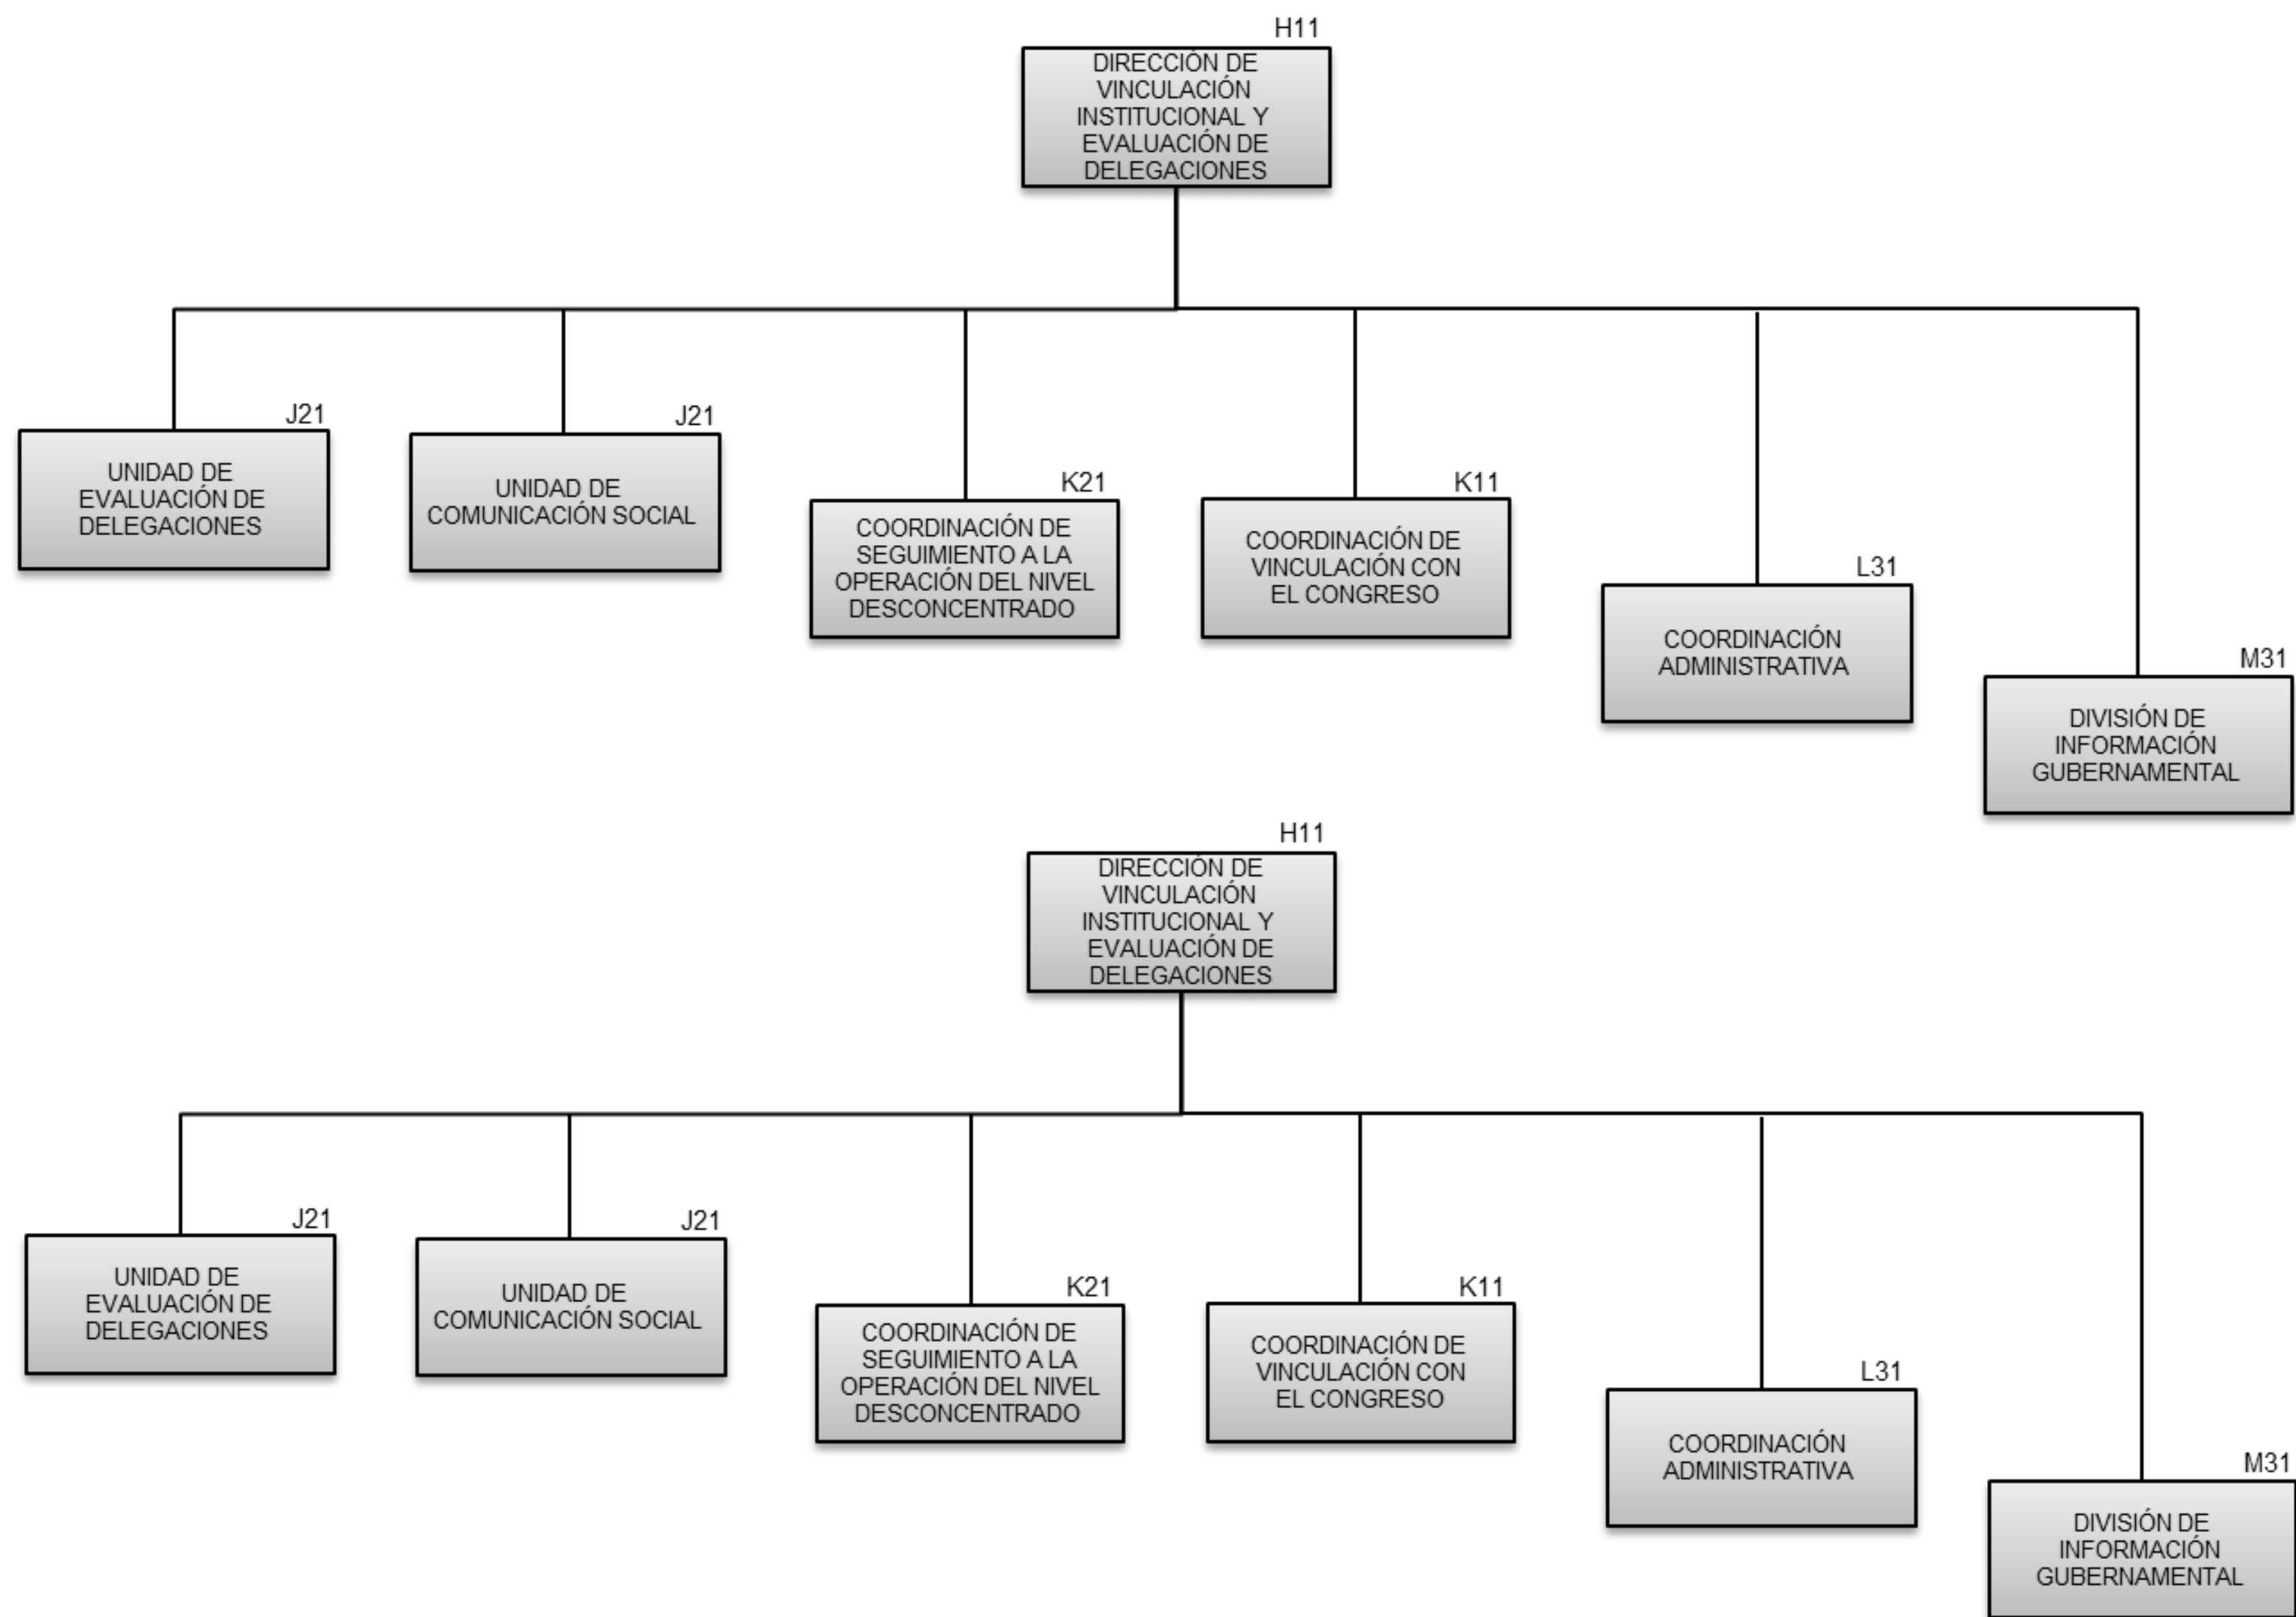 H11
DIRECCIÓN DE
VINCULACIÓN
INSTITUCIONAL Y
EVALUACIÓN DE
DELEGACIONES
J21
UNIDAD DE
EVALUACIÓN DE
DELEGACIONES
J21
UNIDAD DE
COMUNICACIÓN SOCIAL
K21
COORDINACIÓN DE
SEGUIMIENTO A LA
OPERACIÓN DEL NIVEL
DESCONCENTRADO
K11
COORDINACIÓN DE
VINCULACIÓN CON
EL CONGRESO
L31
COORDINACIÓN
ADMINISTRATIVA
M31
DIVISIÓN DE
INFORMACIÓN
GUBERNAMENTAL
H11
DIRECCIÓN DE
VINCULACIÓN
INSTITUCIONAL Y
EVALUACIÓN DE
DELEGACIONES
J21
UNIDAD DE
EVALUACIÓN DE
DELEGACIONES
J21
UNIDAD DE
COMUNICACIÓN SOCIAL
K21
COORDINACIÓN DE
SEGUIMIENTO A LA
OPERACIÓN DEL NIVEL
DESCONCENTRADO
K11
COORDINACIÓN DE
VINCULACIÓN CON
EL CONGRESO
L31
COORDINACIÓN
ADMINISTRATIVA
M31
DIVISIÓN DE
INFORMACIÓN
GUBERNAMENTAL